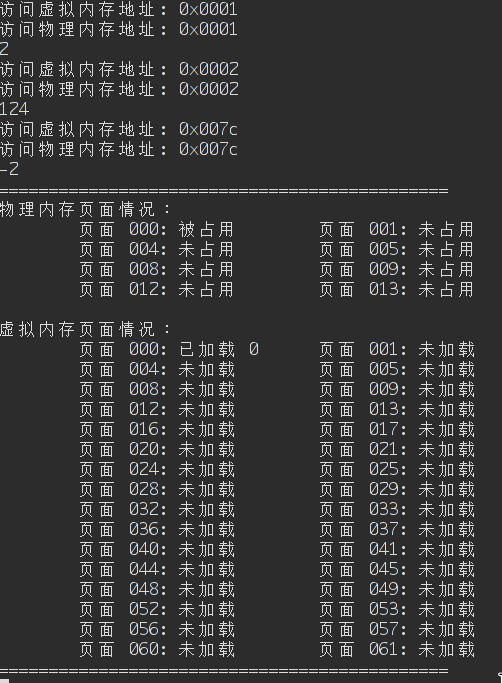 访问虚拟内存地址: 0x0001
访问物理内存地址: 0x0001
2
访问虚拟内存地址: 0x0002
访问物理内存地址: 0x0002
124
访问虚拟内存地址: 0x007c
访问物理内存地址: 0x007c
-2
=============================================
物理内存页面情况：
页面 000: 被占用 页面 001: 未占用
页面 004: 未占用 页面 005: 未占用
页面 008: 未占用 页面 009: 未占用
页面 012: 未占用 页面 013: 未占用
虚拟内存页面情况：
页面 000: 已加载 0 页面 001: 未加载
页面 004: 未加载 页面 005: 未加载
页面 008: 未加载 页面 009: 未加载
页面 012: 未加载 页面 013: 未加载
页面 016: 未加载 页面 017: 未加载
页面 020: 未加载 页面 021: 未加载
页面 024: 未加载 页面 025: 未加载
页面 028: 未加载 页面 029: 未加载
页面 032: 未加载 页面 033: 未加载
页面 036: 未加载 页面 037: 未加载
页面 040: 未加载 页面 041: 未加载
页面 044: 未加载 页面 045: 未加载
页面 048: 未加载 页面 049: 未加载
页面 052: 未加载 页面 053: 未加载
页面 056: 未加载 页面 057: 未加载
页面 060: 未加载 页面 061: 未加载
=============================================